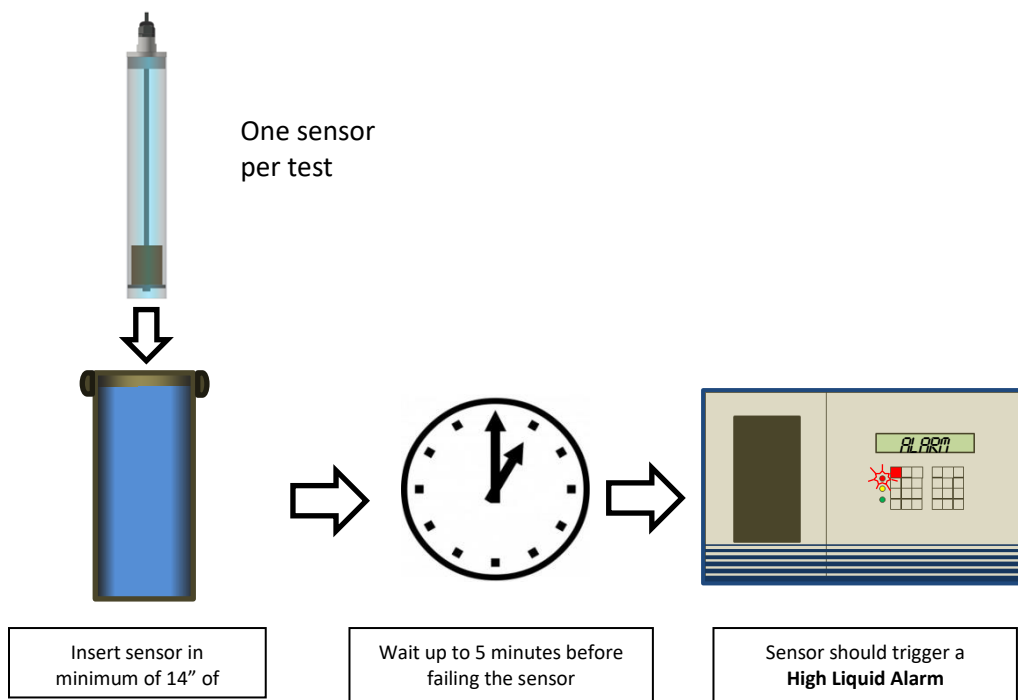 One sensor
per test
ALARM
Insert sensor in
minimum of 14” of
Wait up to 5 minutes before
failing the sensor
Sensor should trigger a
High Liquid Alarm